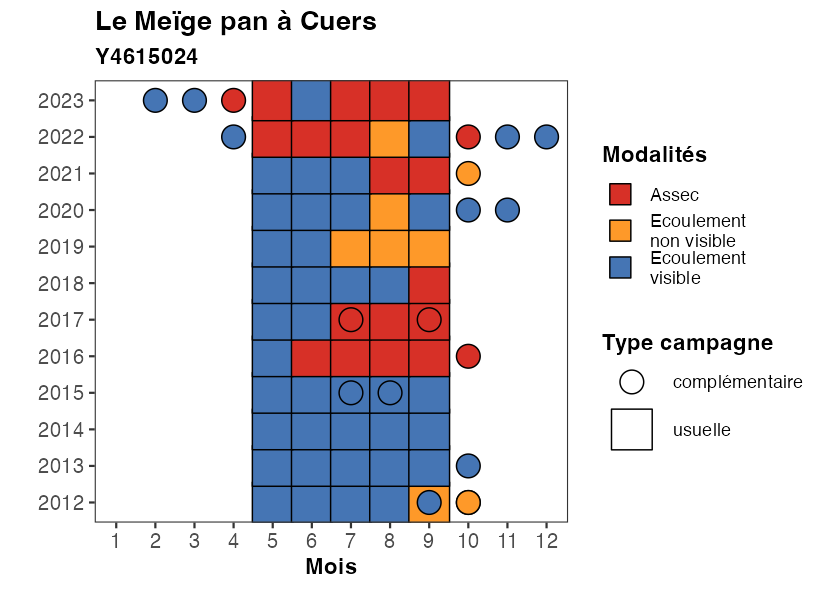 Le Meïge pan à Cuers
Y4615024
2023
2022
2021
2020
2019
2018
2017
2016
2015
2014
2013
2012
1 2 3 4 5 6 7 8 9 10 11 12
Mois
Modalités
Assec
Ecoulement
non visible
Ecoulement
visible
Type campagne
complémentaire
usuelle